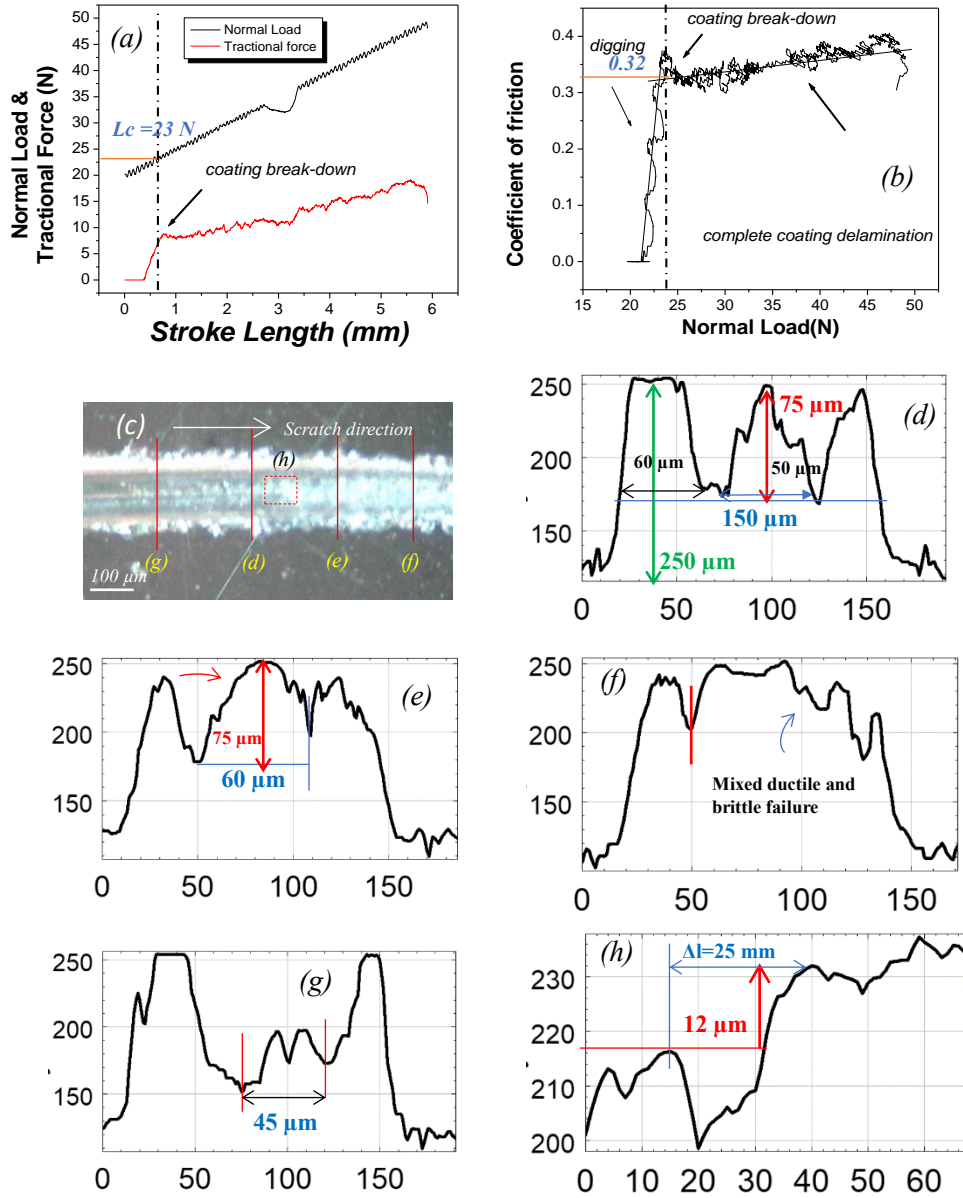 (a)
Normal Load
Tractional force
Lc =23 N
coating break-down
Normal Load &
Tractional Force (N)
50
45
40
35
30
25
20
15
10
5
0
0
1
2
3
4
5
6
Stroke Length (mm)
coating break-down
digging
0.32
(b)
complete coating delamination
Coefficient of friction
0.4
0.3
0.2
0.1
0.0
15
20
25
30
35
40
45
50
Normal Load(N)
(c)
Scratch direction
(h)
(g)
(d)
(e)
(f)
100 µm
(d)
250
200
150
75 µm
60 µm
50 µm
150 µm
250 µm
0
50
100
150
(e)
250
200
150
75 µm
60 µm
0
50
100
150
(f)
250
200
150
Mixed ductile and
brittle failure
0
50
100
150
(g)
250
200
150
45 µm
0
50
100
150
(h)
Δl=25 mm
12 µm
230
220
210
200
0
10
20
30
40
50
60